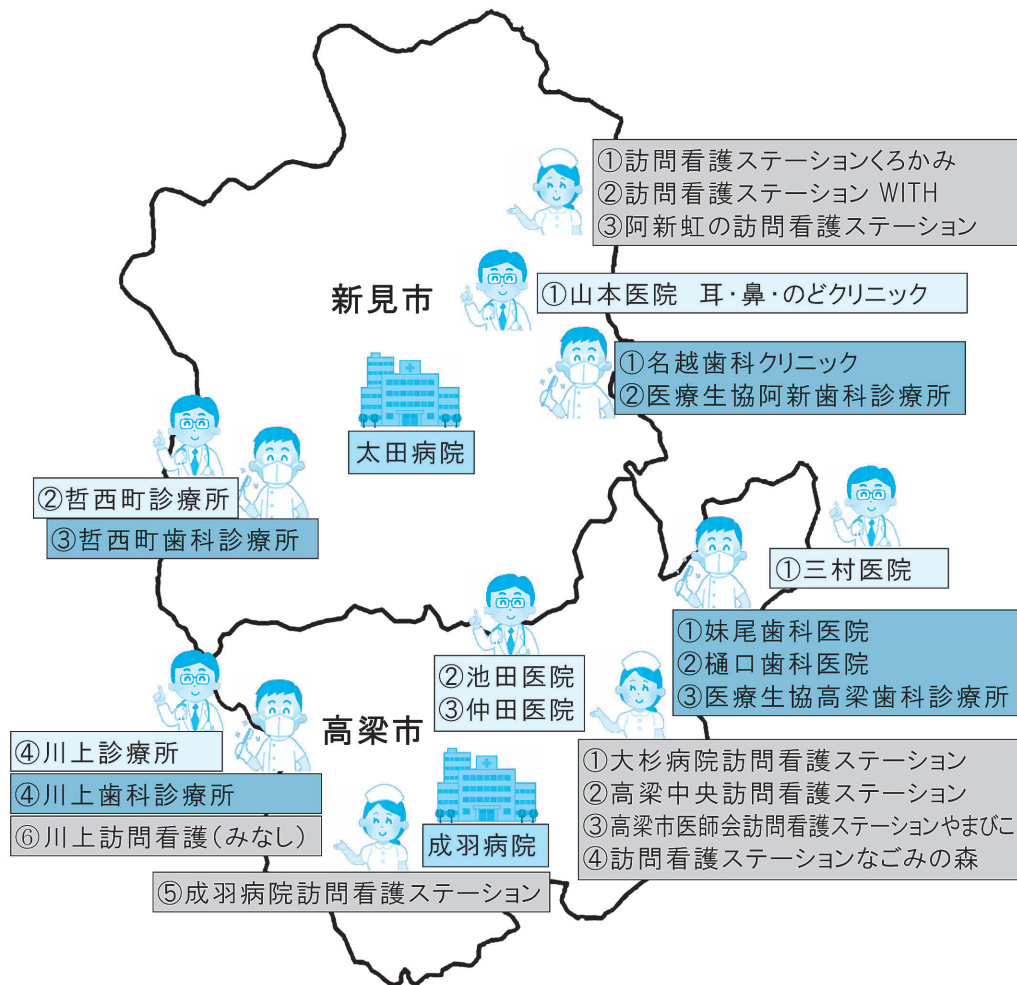 ①訪問看護ステーションくろかみ
②訪問看護ステーション WITH
③阿新虹の訪問看護ステーション
新見市
①山本医院 耳・鼻・のどクリニック
①名越歯科クリニック
②医療生協阿新歯科診療所
太田病院
②哲西町診療所
③哲西町歯科診療所
①三村医院
①妹尾歯科医院
②樋口歯科医院
③医療生協高梁歯科診療所
②池田医院
③仲田医院
高梁市
④川上診療所
④川上歯科診療所
⑥川上訪問看護(みなし)
成羽病院
①大杉病院訪問看護ステーション
②高梁中央訪問看護ステーション
③高梁市医師会訪問看護ステーションやまびこ
④訪問看護ステーションなごみの森
⑤成羽病院訪問看護ステーション